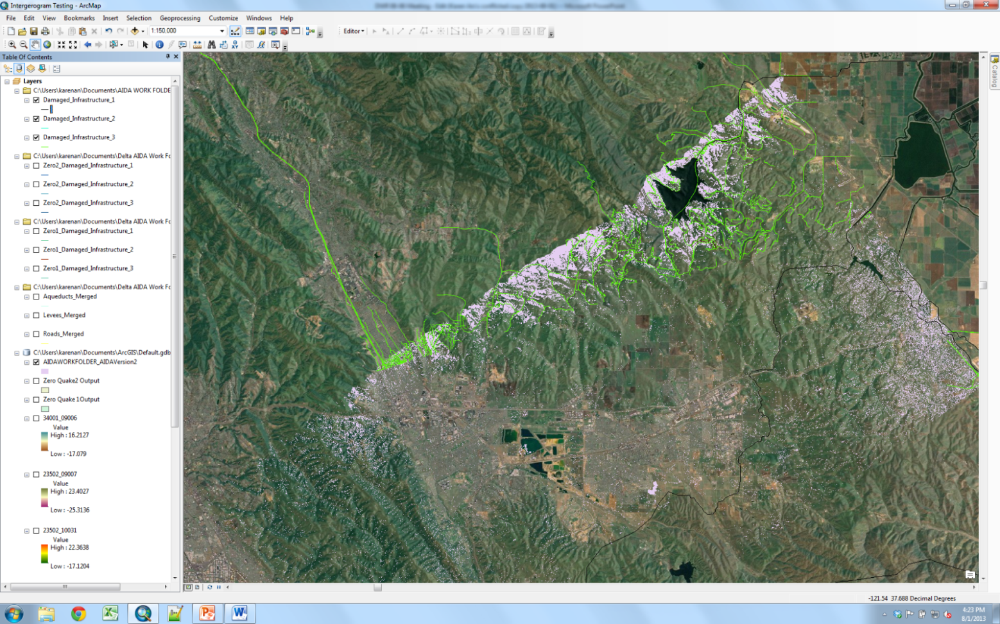 Intergerogram Testing - ArcMap
File Edit View Bookmarks Insert Selection Geoprocessing Customize Windows Help
1:150,000
Editor
Table Of Contents
Layers
C:\Users\karenan\Documents\AIDA WORK FOLDE
Damaged_Infrastructure_1
Damaged_Infrastructure_2
Damaged_Infrastructure_3
C:\Users\karenan\Documents\Delta AIDA Work Fc
Zero2_Damaged_Infrastructure_1
Zero2_Damaged_Infrastructure_2
Zero2_Damaged_Infrastructure_3
C:\Users\karenan\Documents\Delta AIDA Work Fc
Zero1_Damaged_Infrastructure_1
Zero1_Damaged_Infrastructure_2
Zero1_Damaged_Infrastructure_3
C:\Users\karenan\Documents\Delta AIDA Work Fc
Aqueducts_Merged
Levees_Merged
Roads_Merged
C:\Users\karenan\Documents\ArcGIS\Default.gdb
AIDAWORKFOLDER_AIDAVersion2
Zero Quake2 Output
Zero Quake1Output
34001_09006
Value
High : 16.2127
Low : -17.079
23502_09007
Value
High : 23.4027
Low : -25.3136
23502_10031
Value
High : 22.3638
Low : -17.1204
Catalog
-121.54 37.688 Decimal Degrees
4:23 PM
8/1/2013